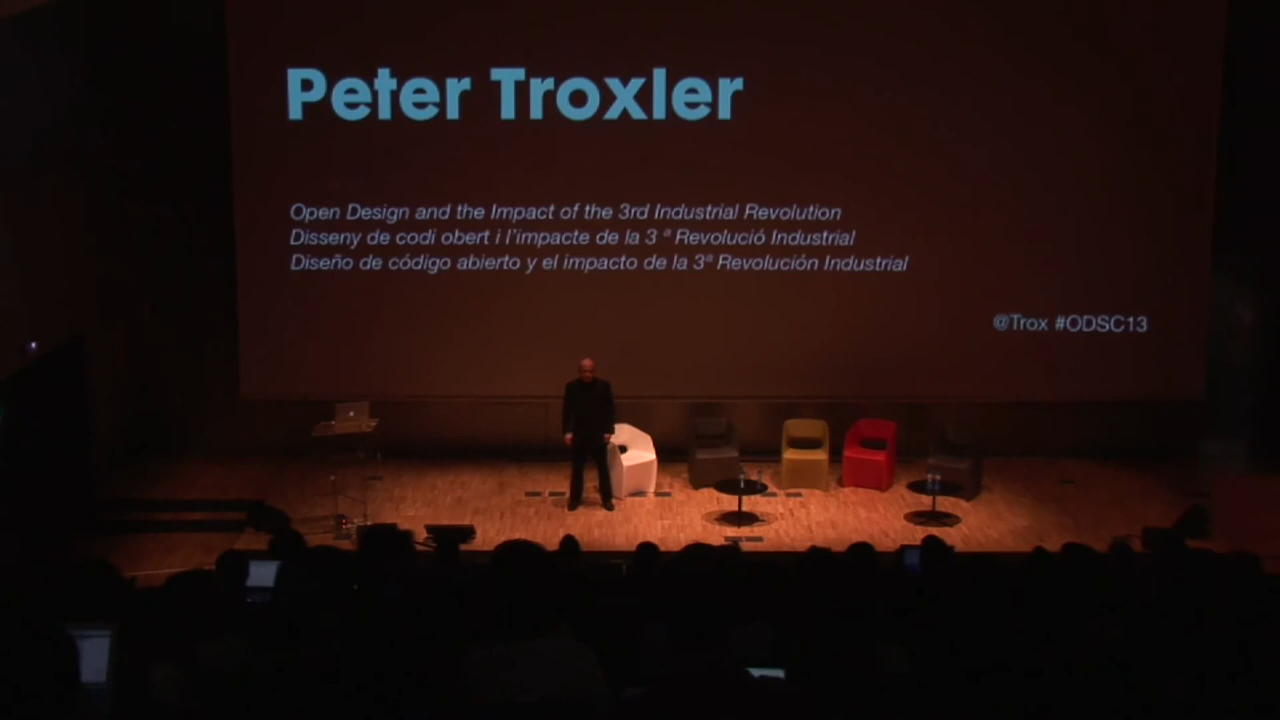 Peter Troxler
Open Design and the Impact of the 3rd Industrial Revolution
Disseny de codi obert i l'impacte de la 3 ª Revolució Industrial
Diseño de código abierto y el impacto de la 3ª Revolución Industrial
@Trox #ODSC13